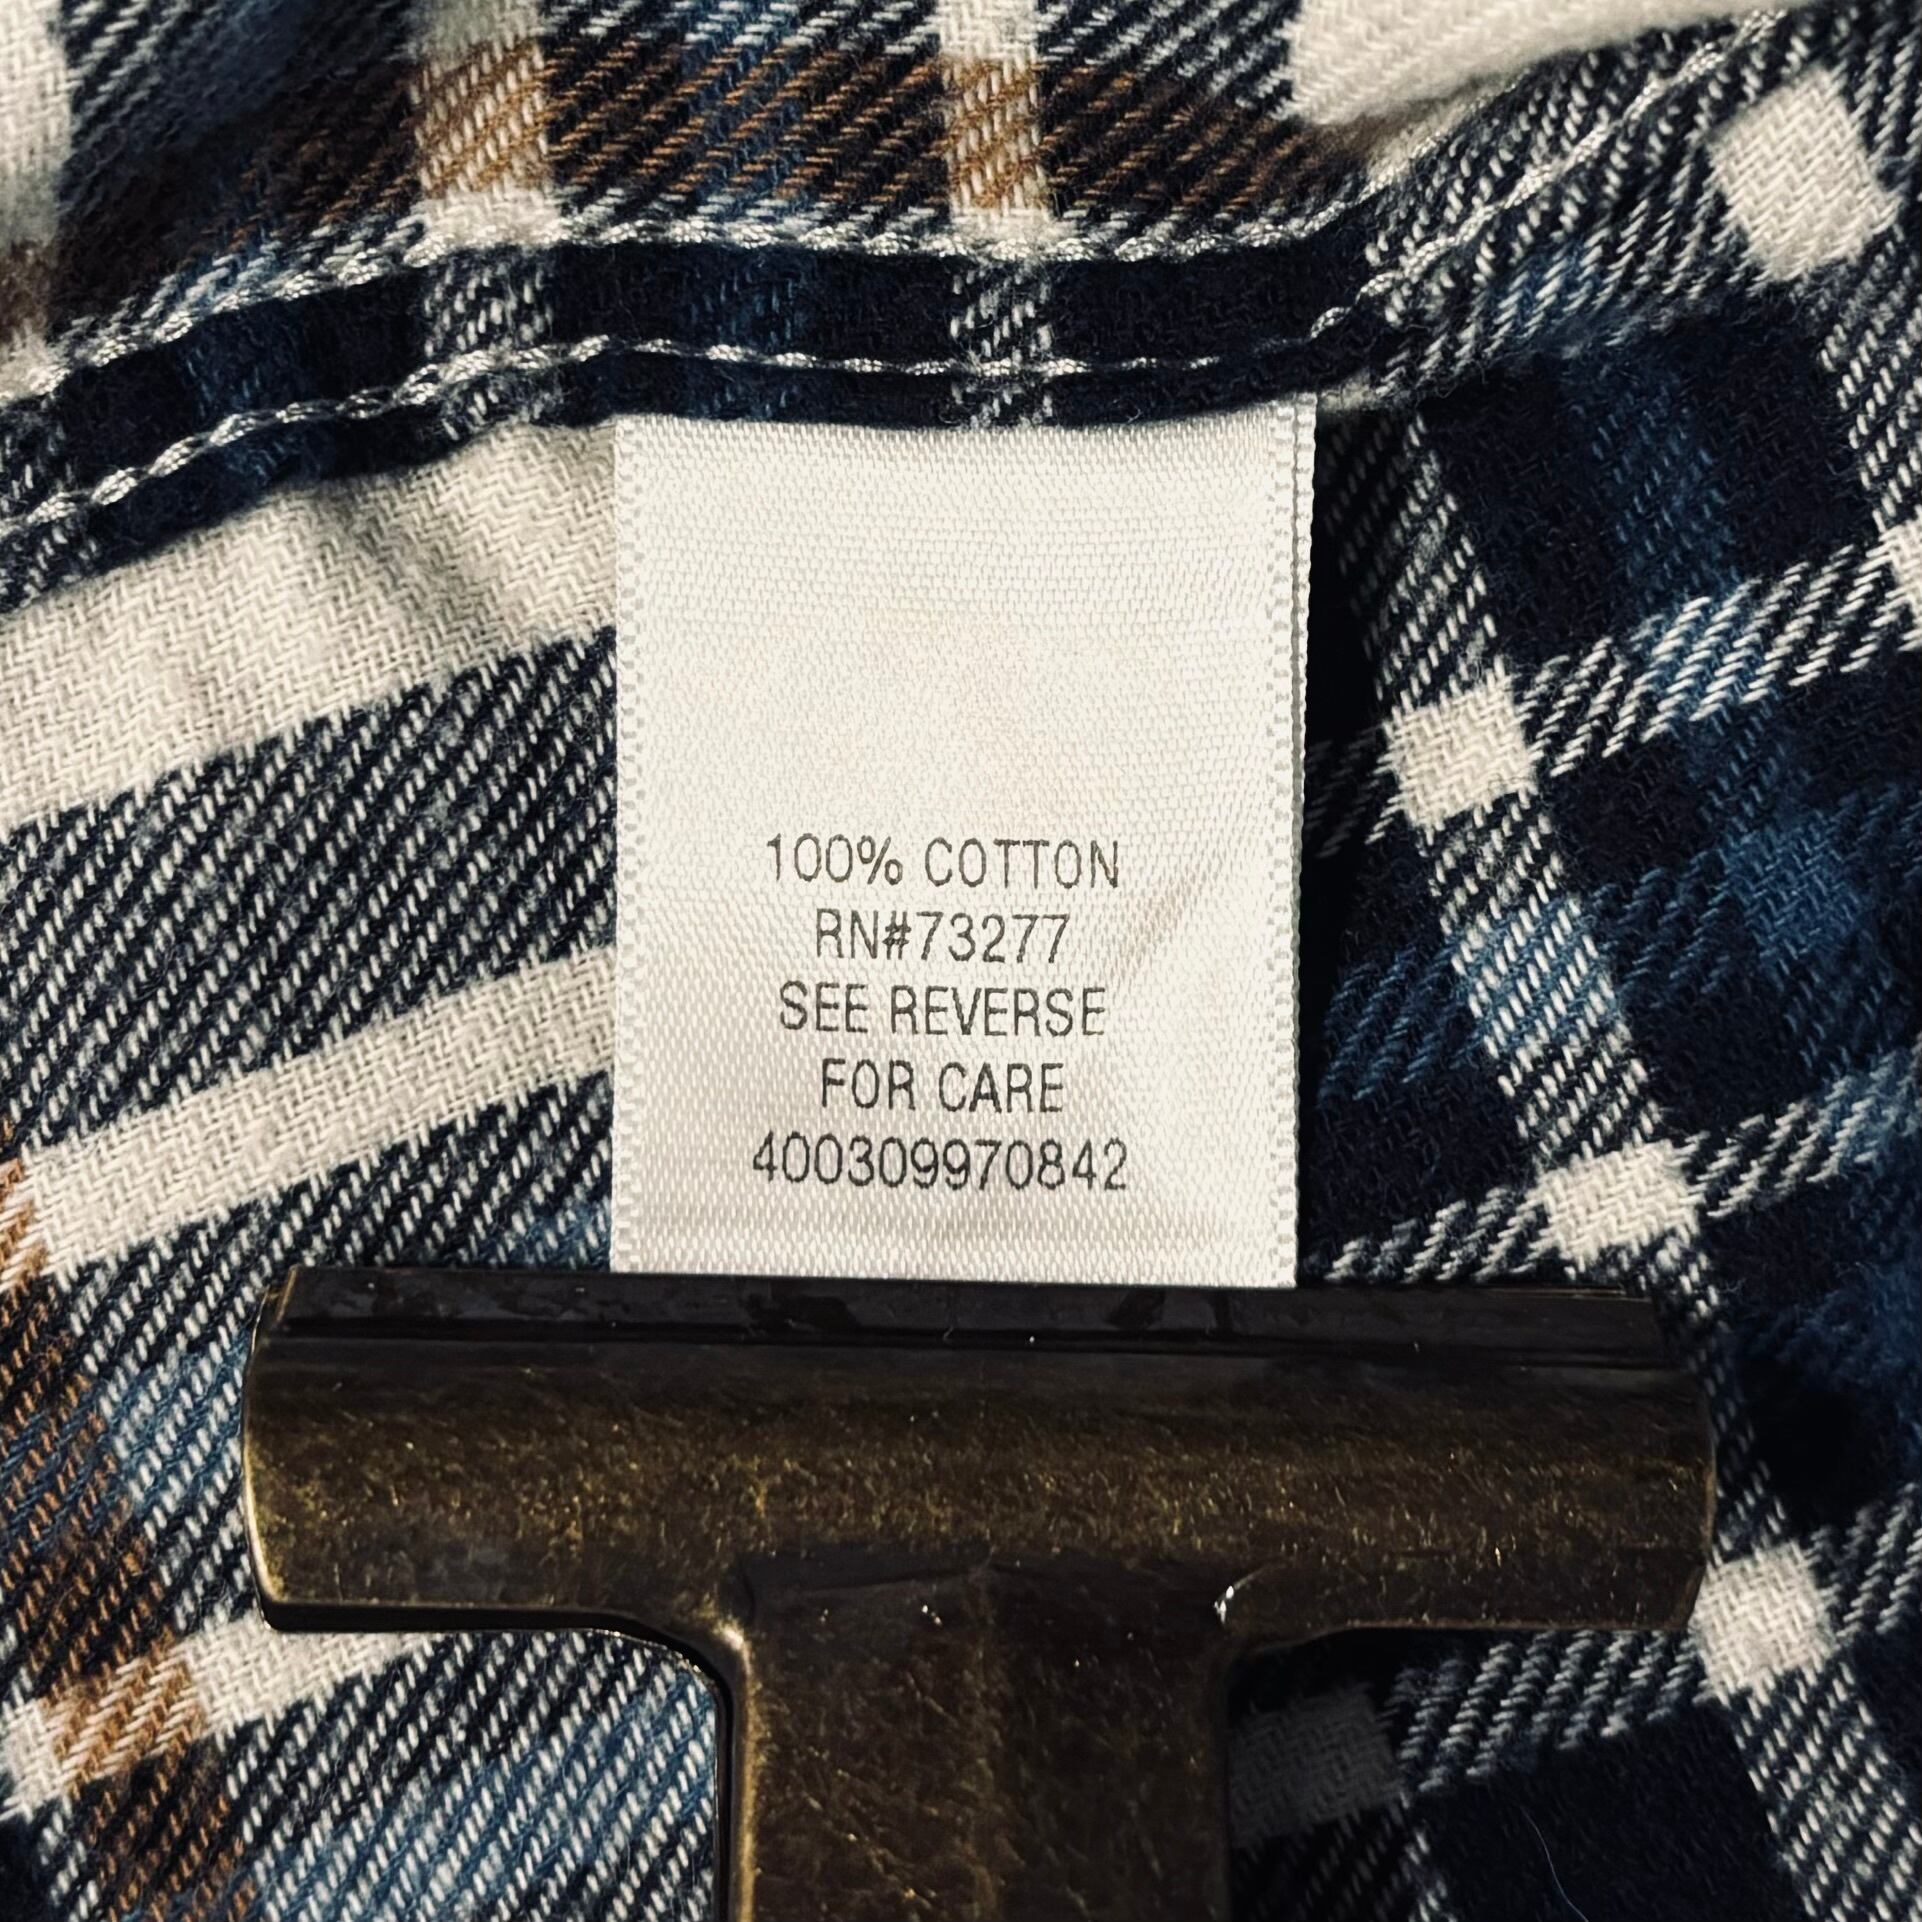 100% COTTON
RN#73277
SEE REVERSE
FOR CARE
400309970842